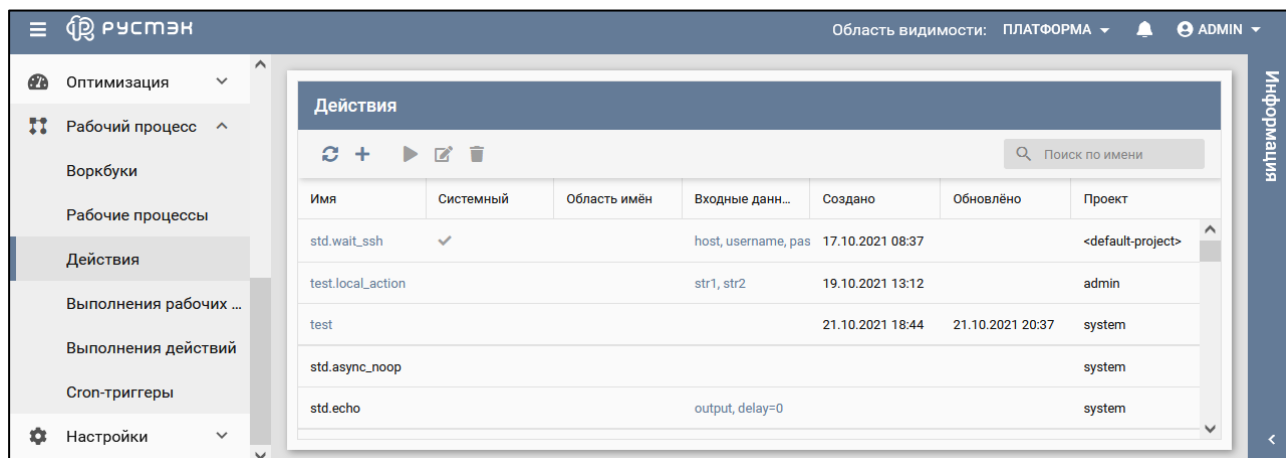 РУСТЭК
Область видимости: ПЛАТФОРМА ADMIN
Оптимизация
Рабочий процесс
Воркбуки
Рабочие процессы
Действия
Выполнения рабочих ...
Выполнения действий
Cron-триггеры
Настройки
Действия
Поиск по имени
Имя Системный Область имён Входные данн... Создано Обновлёно Проект
std.wait_ssh host, username, pas 17.10.2021 08:37 <default-project>
test.local_action str1, str2 19.10.2021 13:12 admin
test 21.10.2021 18:44 21.10.2021 20:37 system
std.async_noop system
std.echo output, delay=0 system
Информация